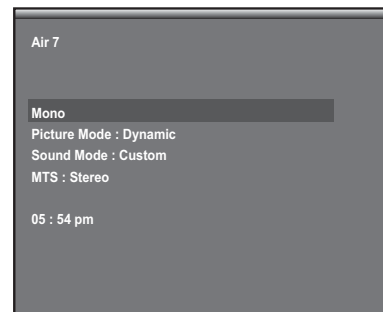 Air 7
Mono
Picture Mode : Dynamic
Sound Mode : Custom
MTS : Stereo
05 : 54 pm